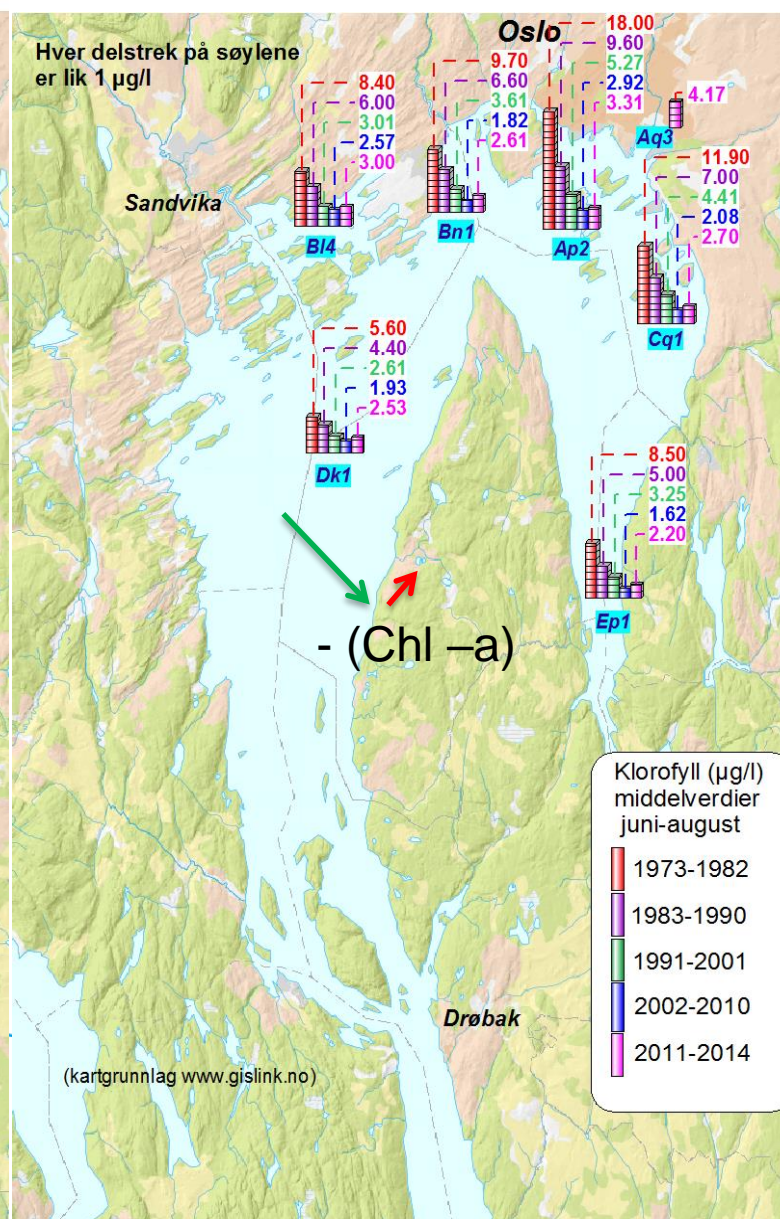 Hver delstrek på søylene
er lik 1 µg/l
Oslo
8.40
6.00
3.01
2.57
3.00
Bl4
9.70
6.60
3.61
1.82
2.61
Bn1
18.00
9.60
5.27
2.92
3.31
Ap2
4.17
Aq3
11.90
7.00
4.41
2.08
2.70
Cq1
Sandvika
5.60
4.40
2.61
1.93
2.53
Dk1
8.50
5.00
3.25
1.62
2.20
Ep1
- (Chl –a)
Drøbak
(kartgrunnlag www.gislink.no)
Klorofyll (µg/l)
middelverdier
juni-august
1973-1982
1983-1990
1991-2001
2002-2010
2011-2014